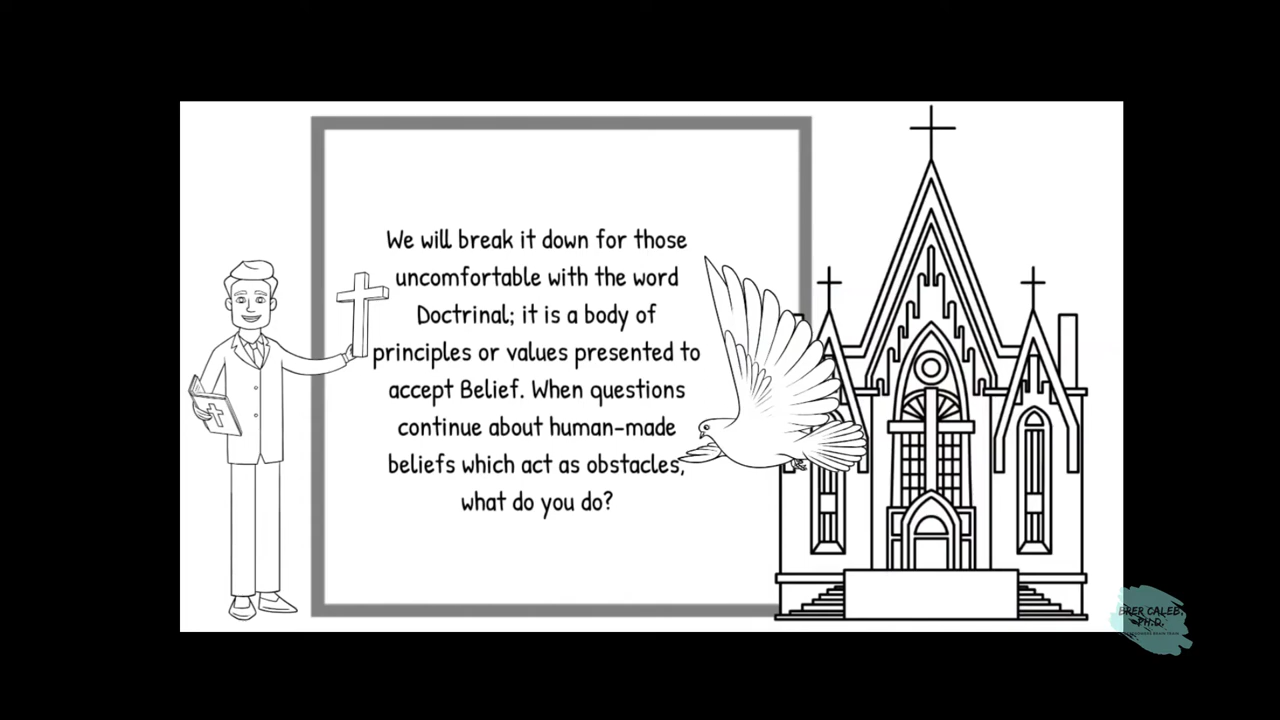 We will break it down for those
uncomfortable with the word
Doctrinal; it is a body of
principles or values presented to
accept Belief. When questions
continue about human-made
beliefs which act as obstacles,
what do you do?
BRER CALEB,
PH.D.